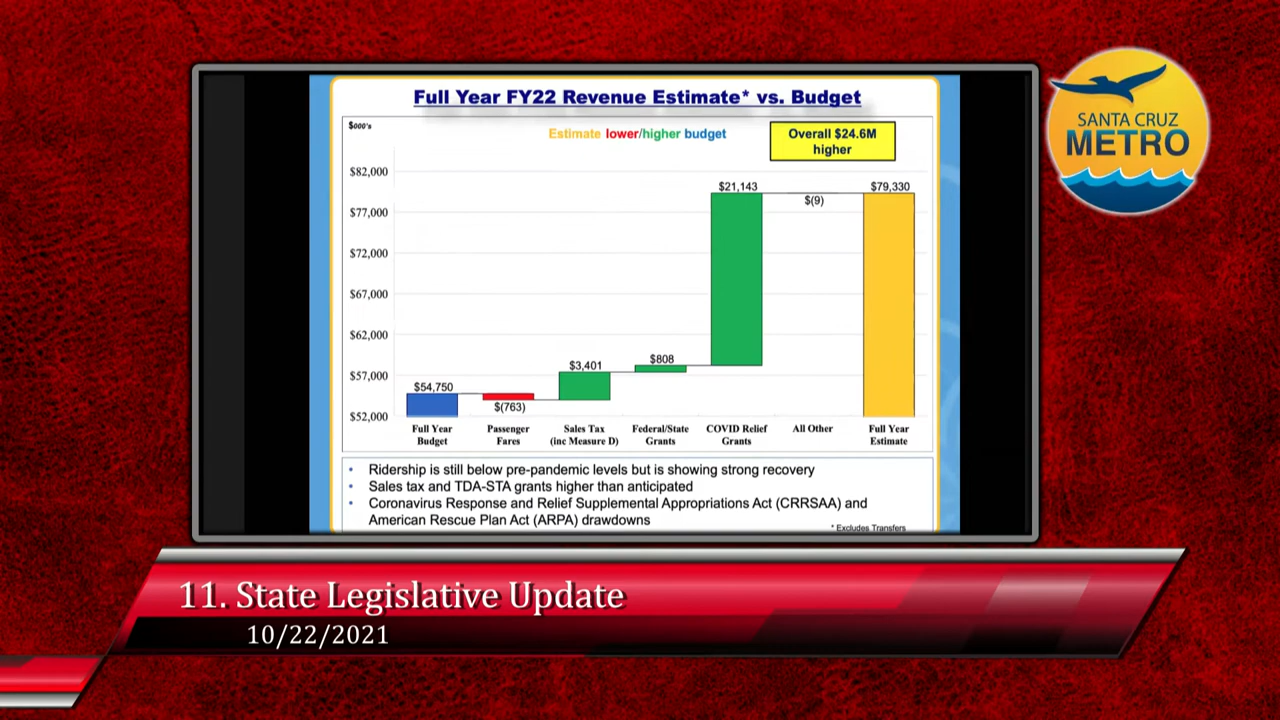 Full Year FY22 Revenue Estimate* vs. Budget
$000's
Estimate lower/higher budget
Overall $24.6M
higher
$82,000
$77,000
$72,000
$67,000
$62,000
$57,000
$52,000
$54,750
$(763)
$3,401
$808
$21,143
$(9)
$79,330
Full Year
Budget
Passenger
Fares
Sales Tax
(inc Measure D)
Federal/State
Grants
COVID Relief
Grants
All Other
Full Year
Estimate
• Ridership is still below pre-pandemic levels but is showing strong recovery
• Sales tax and TDA-STA grants higher than anticipated
• Coronavirus Response and Relief Supplemental Appropriations Act (CRRSAA) and
American Rescue Plan Act (ARPA) drawdowns
* Excludes Transfers
SANTA CRUZ
METRO
11. State Legislative Update
10/22/2021